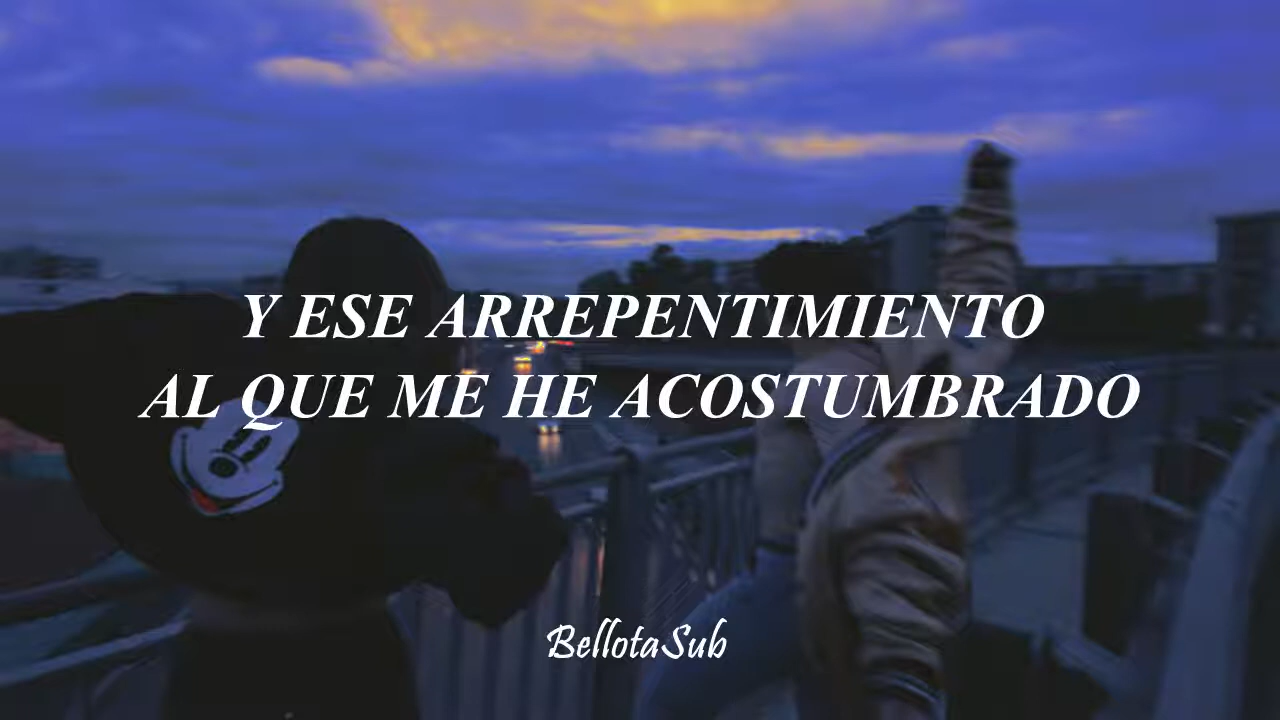 Y ESE ARREPENTIMIENTO
AL QUE ME HE ACOSTUMBRADO
BellotaSub